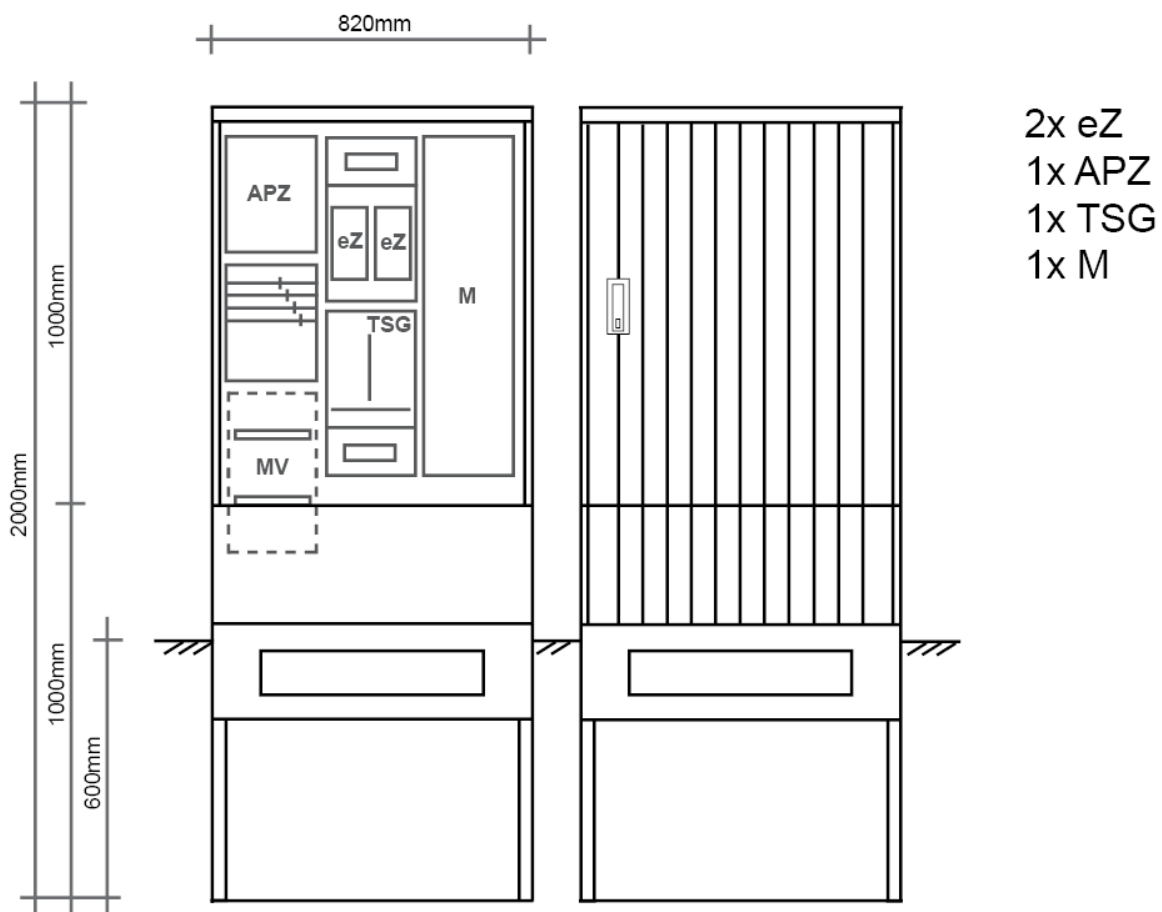 820mm
2x eZ
1x APZ
1x TSG
1x M
APZ
eZ
eZ
M
TSG
MV
1000mm
2000mm
1000mm
600mm